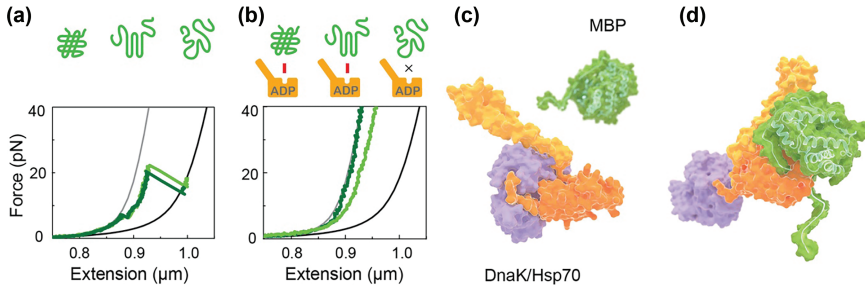 (a)
40
20
0
0.8
0.9
1.0
Force (pN)
Extension (μm)
(b)
ADP
ADP
×
ADP
40
20
0
0.8
0.9
1.0
Extension (μm)
(c)
MBP
DnaK/Hsp70
(d)